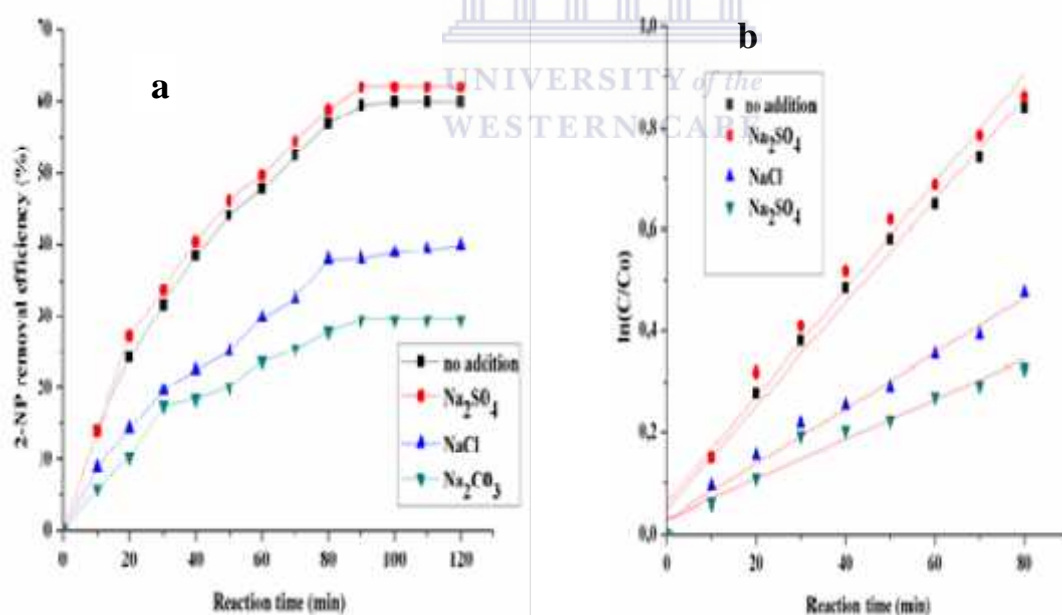 a
2-NP removal efficiency (%)
70
60
50
40
30
20
10
0
no addition
Na2SO4
NaCl
Na2CO3
0 20 40 60 80 100 120
Reaction time (min)
UNIVERSITY of the
WESTERN CAPE
b
ln(C/Co)
1,0
0,8
0,6
0,4
0,2
0,0
no addition
Na2SO4
NaCl
Na2SO4
0 20 40 60 80
Reaction time (min)